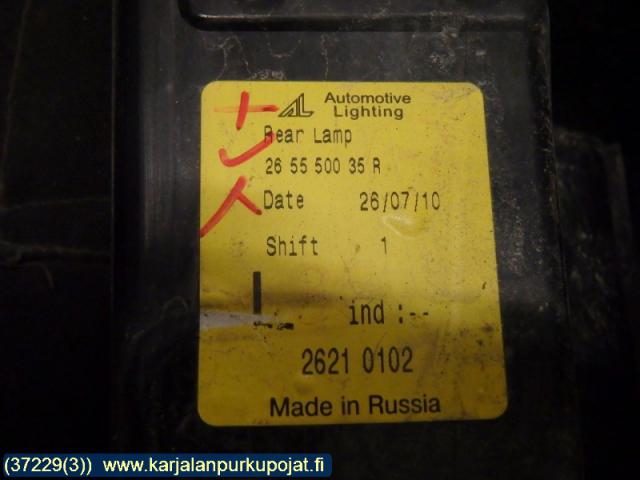 AL Automotive
Lighting
Rear Lamp
26 55 500 35 R
Date 26/07/10
Shift 1
L
ind :--
2621 0102
Made in Russia
(37229(3)) www.karjalanpurkupojat.fi